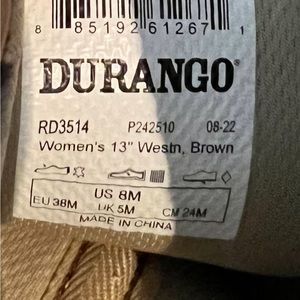 8 85192 61267 1
DURANGO
RD3514 P242510 08-22
Women's 13" Westn, Brown
US 8M
EU 38M UK 5M CM 24M
MADE IN CHINA